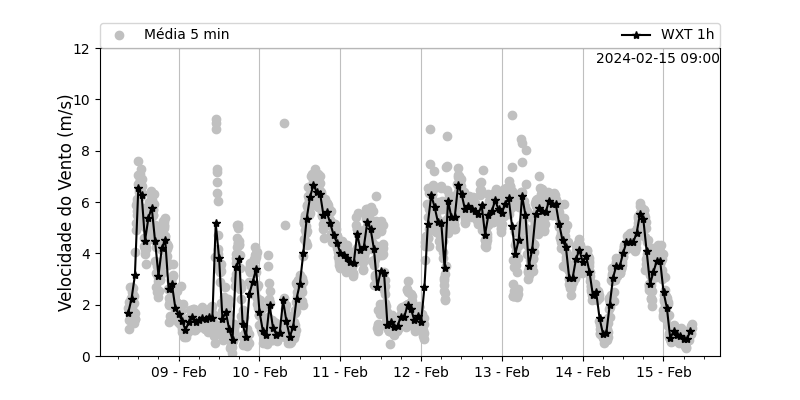 Média 5 min
WXT 1h
2024-02-15 09:00
Velocidade do Vento (m/s)
12
10
8
6
4
2
0
09 - Feb
10 - Feb
11 - Feb
12 - Feb
13 - Feb
14 - Feb
15 - Feb